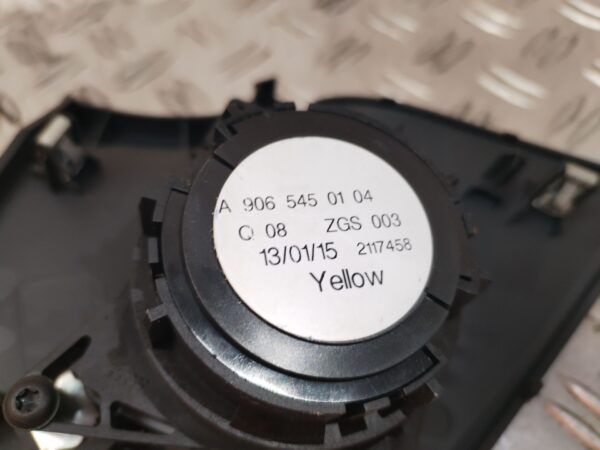 A 906 545 01 04
Q 08 ZGS 003
13/01/15 2117458
Yellow